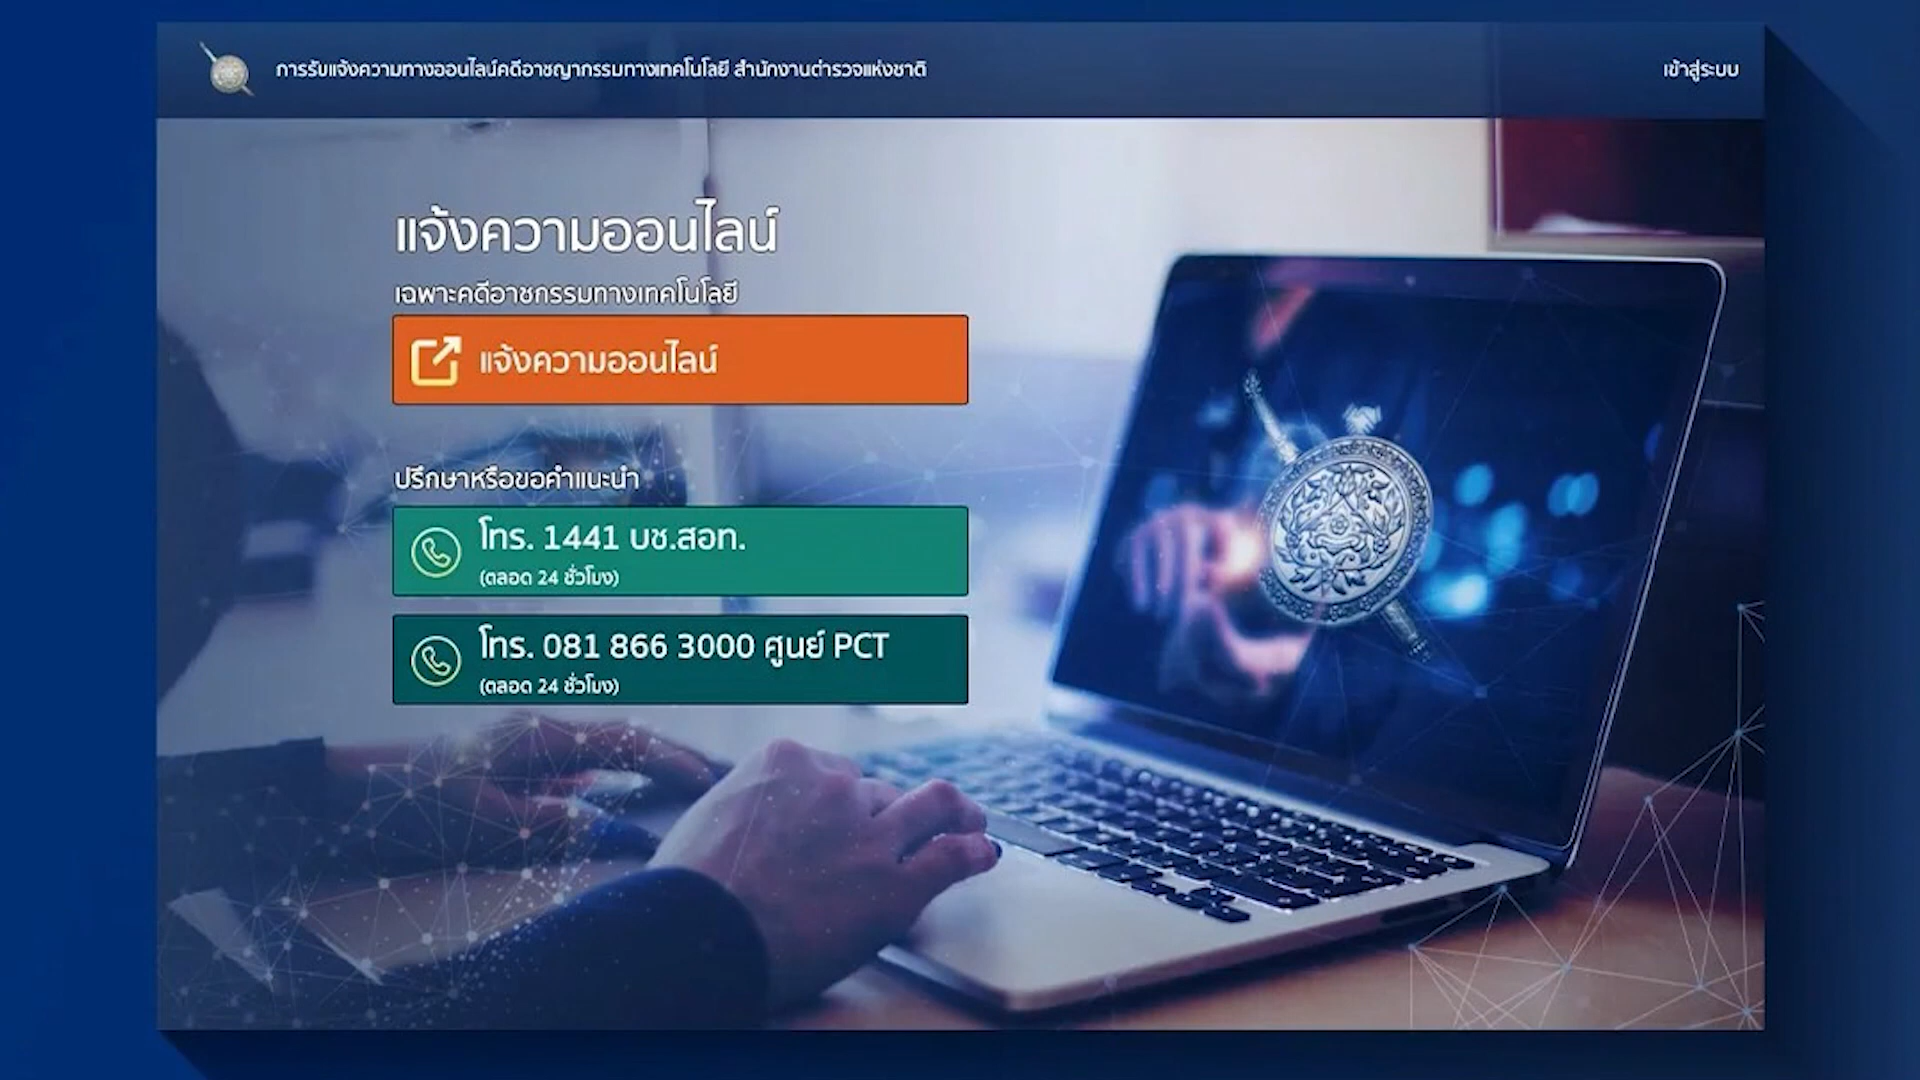 การรับแจ้งความทางออนไลน์คดีอาชญากรรมทางเทคโนโลยี สำนักงานตำรวจแห่งชาติ
เข้าสู่ระบบ
แจ้งความออนไลน์
เฉพาะคดีอาชกรรมทางเทคโนโลยี
แจ้งความออนไลน์
ปรึกษาหรือขอคำแนะนำ
โทร. 1441 บช.สอท.
(ตลอด 24 ชั่วโมง)
โทร. 081 866 3000 ศูนย์ PCT
(ตลอด 24 ชั่วโมง)